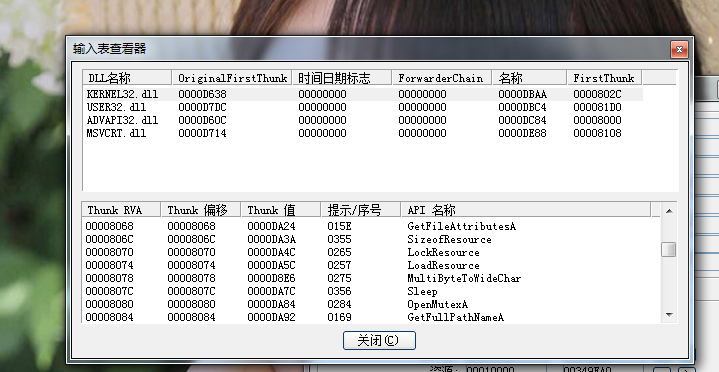 输入表查看器
DLL名称 OriginalFirstThunk 时间日期标志 ForwarderChain 名称 FirstThunk
KERNEL32.dll 0000D638 00000000 00000000 0000DBAA 0000802C
USER32.dll 0000D7DC 00000000 00000000 0000DBC4 000081D0
ADVAPI32.dll 0000D60C 00000000 00000000 0000DC84 00008000
MSVCRT.dll 0000D714 00000000 00000000 0000DE88 00008108
Thunk RVA Thunk 偏移 Thunk 值 提示/序号 API 名称
00008068 00008068 0000DA24 015E GetFileAttributesA
0000806C 0000806C 0000DA3A 0355 SizeofResource
00008070 00008070 0000DA4C 0265 LockResource
00008074 00008074 0000DA5C 0257 LoadResource
00008078 00008078 0000D8E6 0275 MultiByteToWideChar
0000807C 0000807C 0000DA7C 0356 Sleep
00008080 00008080 0000DA84 0284 OpenMutexA
00008084 00008084 0000DA92 0169 GetFullPathNameA
关闭(C)
资源: 00010000 00349FA0